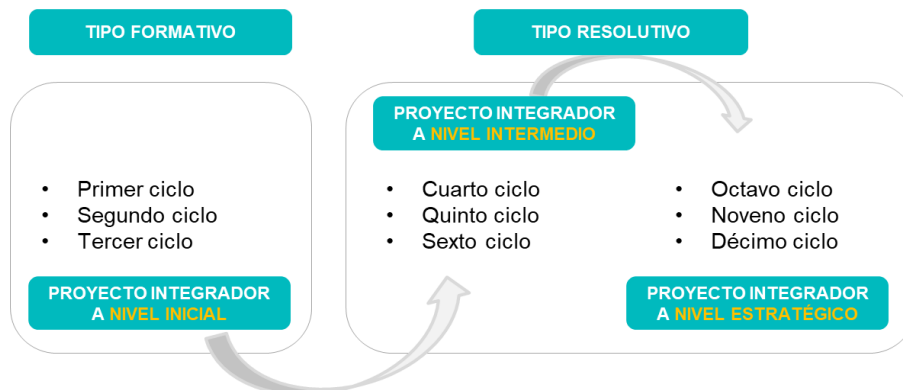 TIPO FORMATIVO
TIPO RESOLUTIVO
• Primer ciclo
• Segundo ciclo
• Tercer ciclo
PROYECTO INTEGRADOR
A NIVEL INICIAL
PROYECTO INTEGRADOR
A NIVEL INTERMEDIO
• Cuarto ciclo
• Quinto ciclo
• Sexto ciclo
• Octavo ciclo
• Noveno ciclo
• Décimo ciclo
PROYECTO INTEGRADOR
A NIVEL ESTRATÉGICO